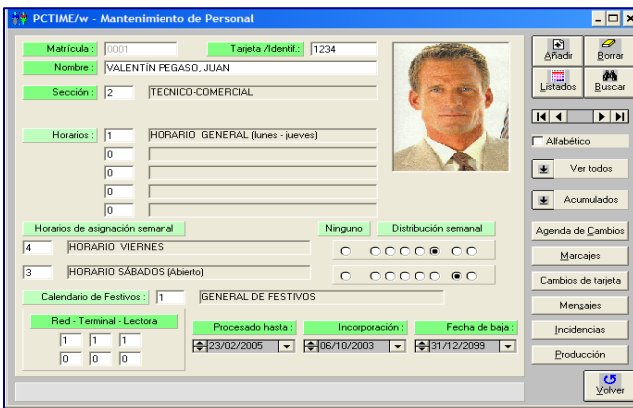 PCTIME/w - Mantenimiento de Personal
Matrícula : 0001 Tarjeta /Identif.: 1234
Nombre : VALENTÍN PEGASO, JUAN
Sección : 2 TECNICO-COMERCIAL
Horarios : 1 HORARIO GENERAL (lunes - jueves)
0
0
0
0
Horarios de asignación semanal Ninguno Distribución semanal
4 HORARIO VIERNES
3 HORARIO SÁBADOS (Abierto)
Calendario de Festivos : 1 GENERAL DE FESTIVOS
Red - Terminal - Lectora
1 1 1
0 0 0
Procesado hasta : Incorporación : Fecha de baja :
23/02/2005 06/10/2003 31/12/2099
Añadir Borrar
Listados Buscar
Alfabético
Ver todos
Acumulados
Agenda de Cambios
Marcajes
Cambios de tarjeta
Mensajes
Incidencias
Producción
Volver